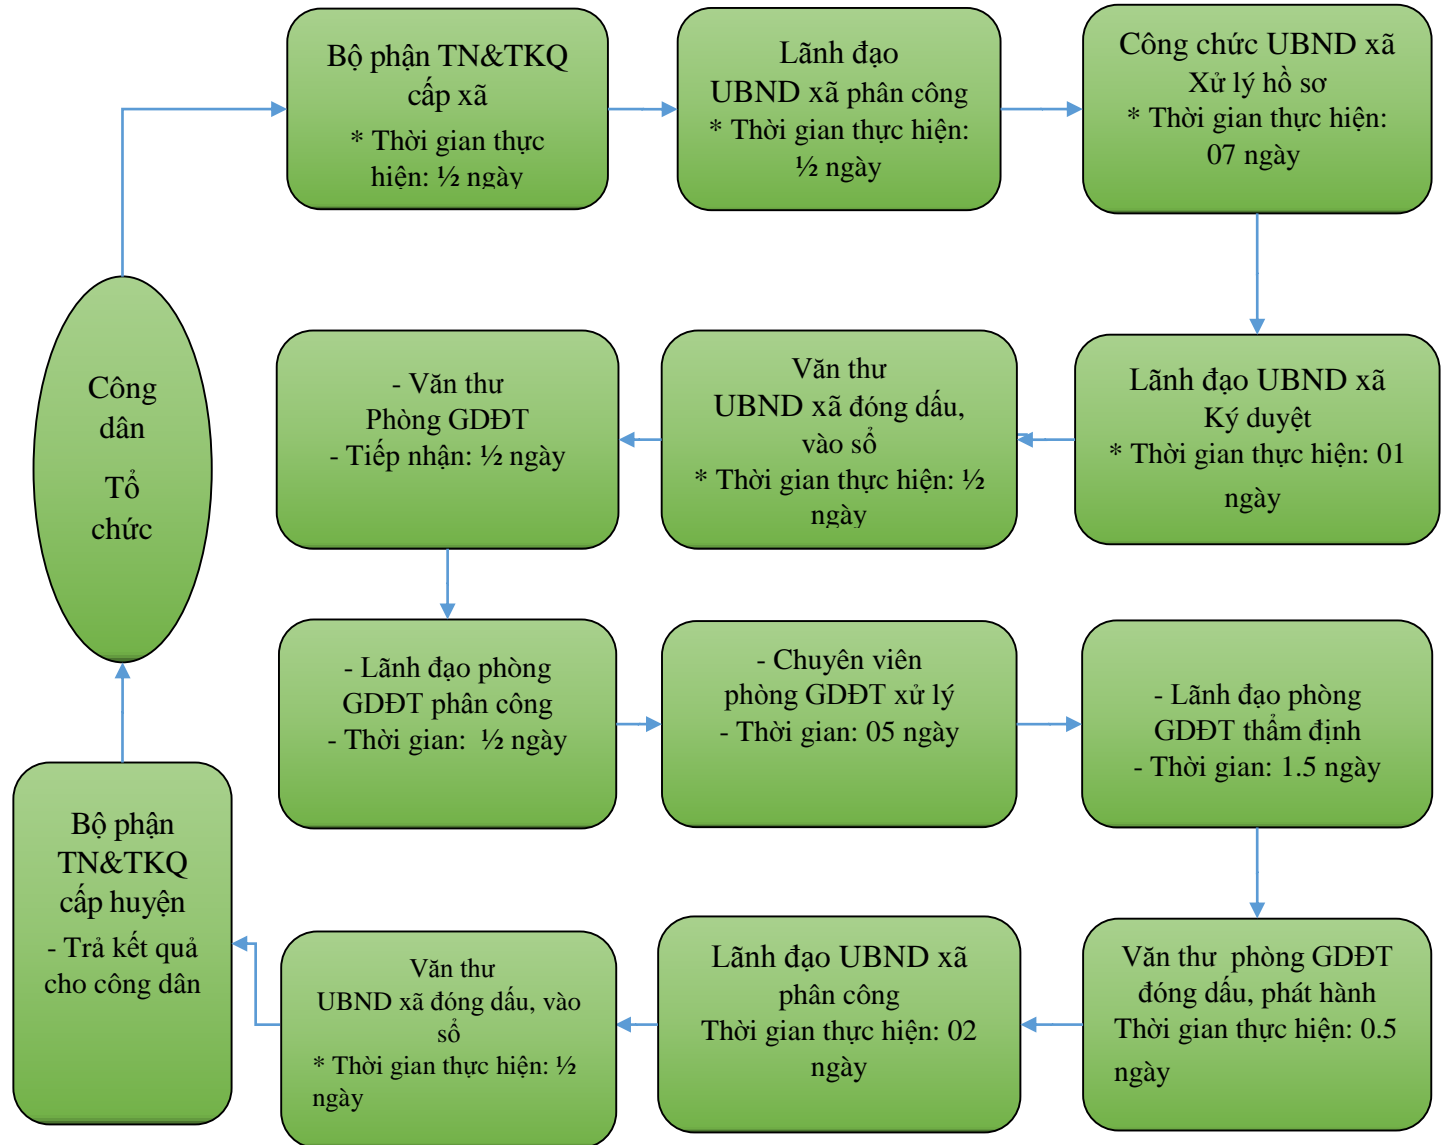 Bộ phận TN&TKQ
cấp xã
* Thời gian thực
hiện: ½ ngày
Lãnh đạo
UBND xã phân công
* Thời gian thực hiện:
½ ngày
Công chức UBND xã
Xử lý hồ sơ
* Thời gian thực hiện:
07 ngày
Công
dân
Tổ
chức
- Văn thư
Phòng GDĐT
- Tiếp nhận: ½ ngày
Văn thư
UBND xã đóng dấu,
vào sổ
* Thời gian thực hiện: ½
ngày
Lãnh đạo UBND xã
Ký duyệt
* Thời gian thực hiện: 01
ngày
- Lãnh đạo phòng
GDĐT phân công
- Thời gian: ½ ngày
- Chuyên viên
phòng GDĐT xử lý
- Thời gian: 05 ngày
- Lãnh đạo phòng
GDĐT thẩm định
- Thời gian: 1.5 ngày
Bộ phận
TN&TKQ
cấp huyện
- Trả kết quả
cho công dân
Văn thư
UBND xã đóng dấu, vào
sổ
* Thời gian thực hiện: ½
ngày
Lãnh đạo UBND xã
phân công
Thời gian thực hiện: 02
ngày
Văn thư phòng GDĐT
đóng dấu, phát hành
Thời gian thực hiện: 0.5
ngày